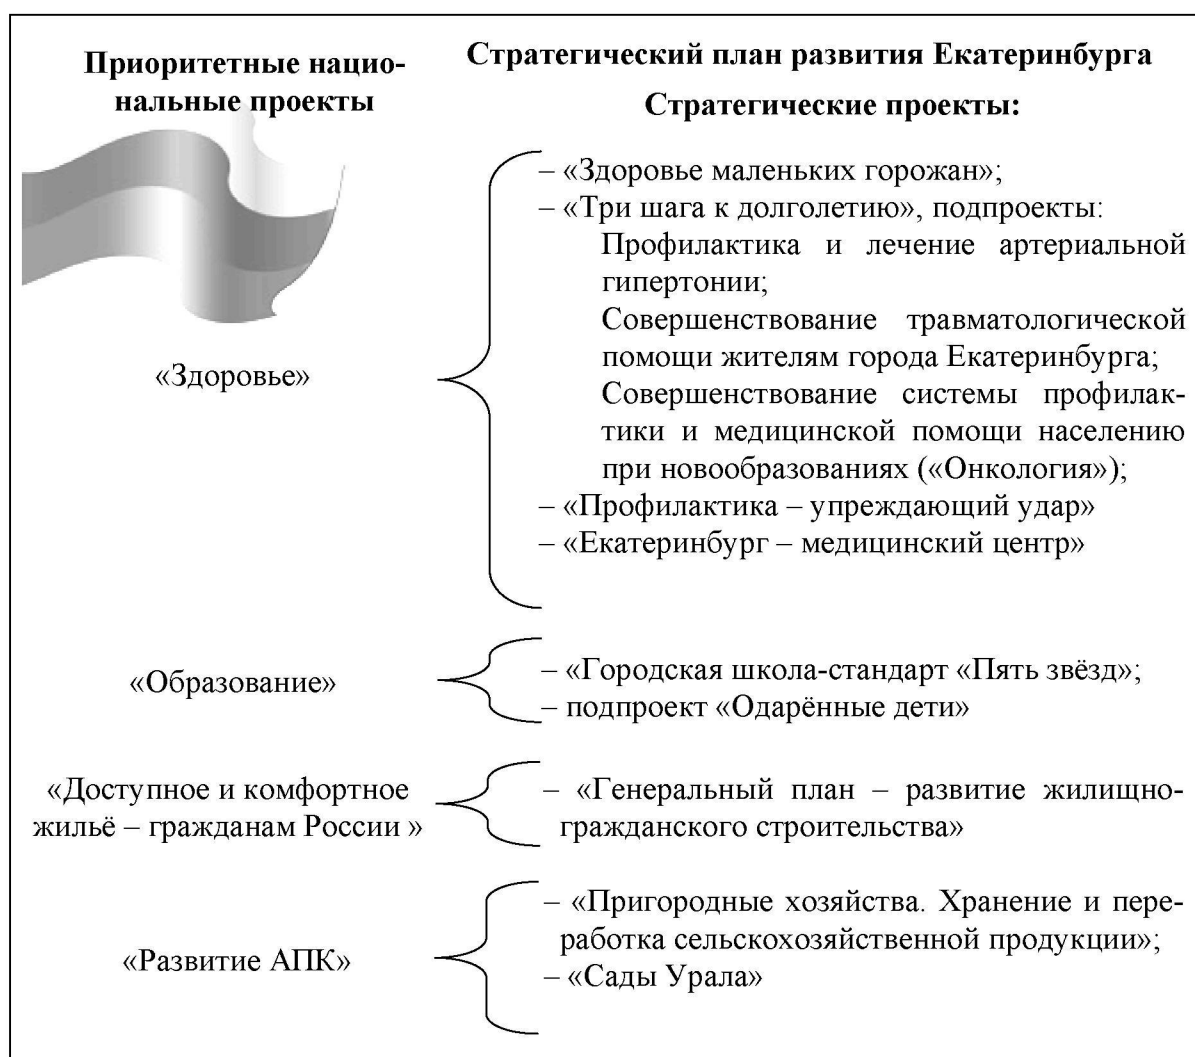 Приоритетные нацио-
нальные проекты
Стратегический план развития Екатеринбурга
Стратегические проекты:
«Здоровье»
– «Здоровье маленьких горожан»;
– «Три шага к долголетию», подпроекты:
Профилактика и лечение артериальной
гипертонии;
Совершенствование травматологической
помощи жителям города Екатеринбурга;
Совершенствование системы профилак-
тики и медицинской помощи населению
при новообразованиях («Онкология»);
– «Профилактика – упреждающий удар»
– «Екатеринбург – медицинский центр»
«Образование»
– «Городская школа-стандарт «Пять звёзд»;
– подпроект «Одарённые дети»
«Доступное и комфортное
жильё – гражданам России »
– «Генеральный план – развитие жилищно-
гражданского строительства»
«Развитие АПК»
– «Пригородные хозяйства. Хранение и пере-
работка сельскохозяйственной продукции»;
– «Сады Урала»